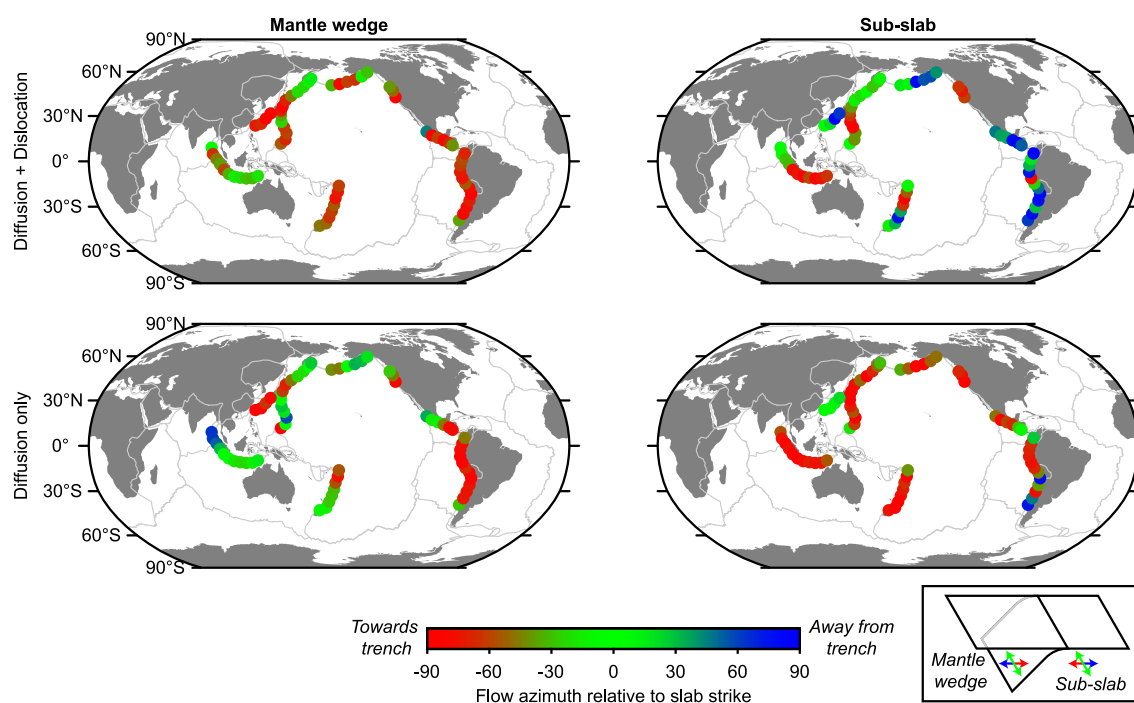 Mantle wedge
Sub-slab
Diffusion + Dislocation
90°N
60°N
30°N
0°
30°S
60°S
90°S
Diffusion only
90°N
60°N
30°N
0°
30°S
60°S
90°S
Towards trench
Away from trench
-90 -60 -30 0 30 60 90
Flow azimuth relative to slab strike
Mantle wedge
Sub-slab